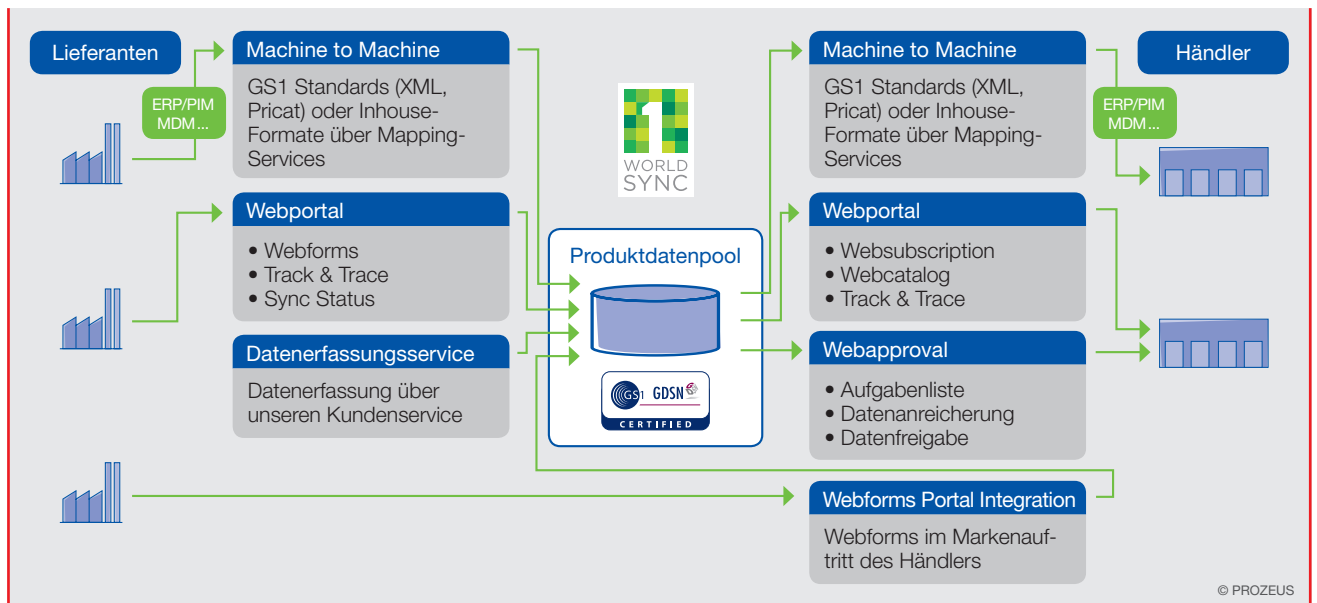 Lieferanten
ERP/PIM
MDM ...
Machine to Machine
GS1 Standards (XML,
Pricat) oder Inhouse-
Formate über Mapping-
Services
Webportal
• Webforms
• Track & Trace
• Sync Status
Datenerfassungsservice
Datenerfassung über
unseren Kundenservice
1
WORLD
SYNC
Produktdatenpool
GS1 GDSN
CERTIFIED
Machine to Machine
GS1 Standards (XML,
Pricat) oder Inhouse-
Formate über Mapping-
Services
Webportal
• Websubscription
• Webcatalog
• Track & Trace
Webapproval
• Aufgabenliste
• Datenanreicherung
• Datenfreigabe
Webforms Portal Integration
Webforms im Markenauf-
tritt des Händlers
Händler
ERP/PIM
MDM ...
© PROZEUS